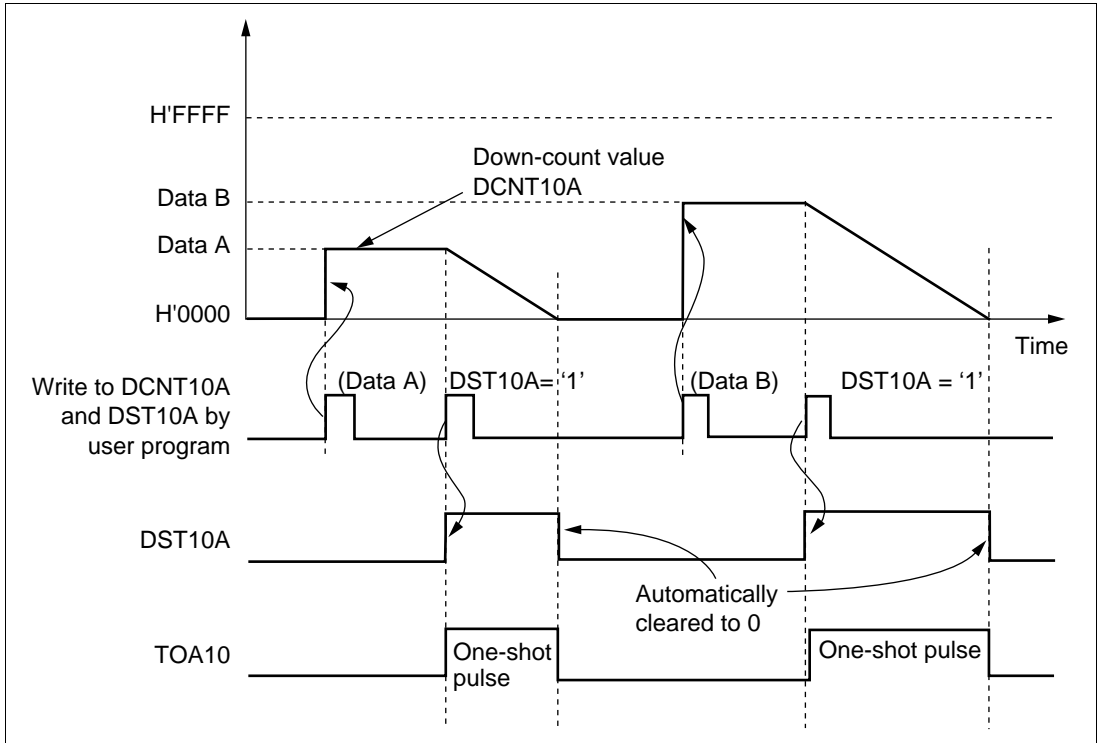 H'FFFF
Down-count value
DCNT10A
Data B
Data A
H'0000
Time
Write to DCNT10A
and DST10A by
user program
(Data A)
DST10A= ‘1’
(Data B)
DST10A = ‘1’
DST10A
Automatically
cleared to 0
TOA10
One-shot
pulse
One-shot pulse